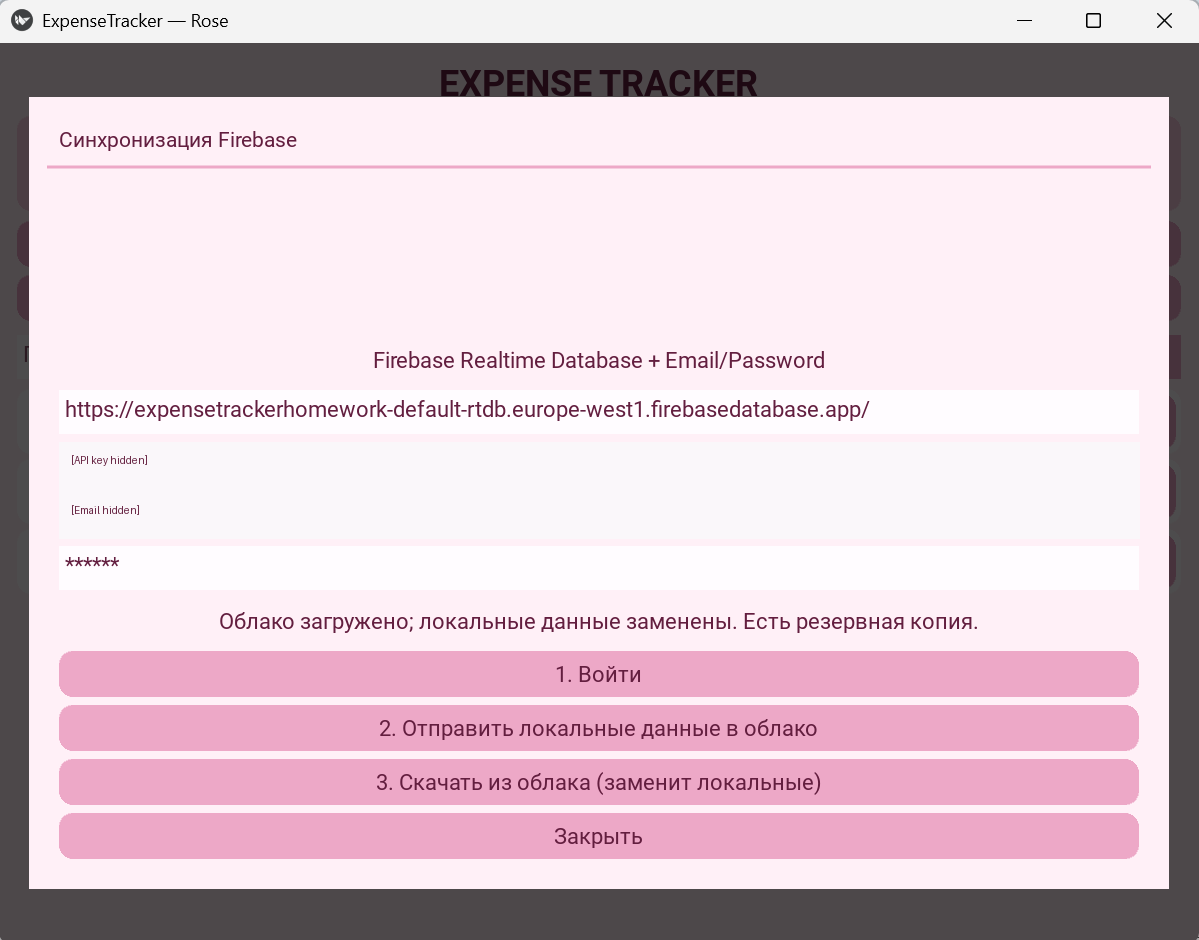 ExpenseTracker — Rose
EXPENSE TRACKER
Синхронизация Firebase
Firebase Realtime Database + Email/Password
https://expensetrackerhomework-default-rtdb.europe-west1.firebasedatabase.app/
[API key hidden]
[Email hidden]
******
Облако загружено; локальные данные заменены. Есть резервная копия.
1. Войти
2. Отправить локальные данные в облако
3. Скачать из облака (заменит локальные)
Закрыть